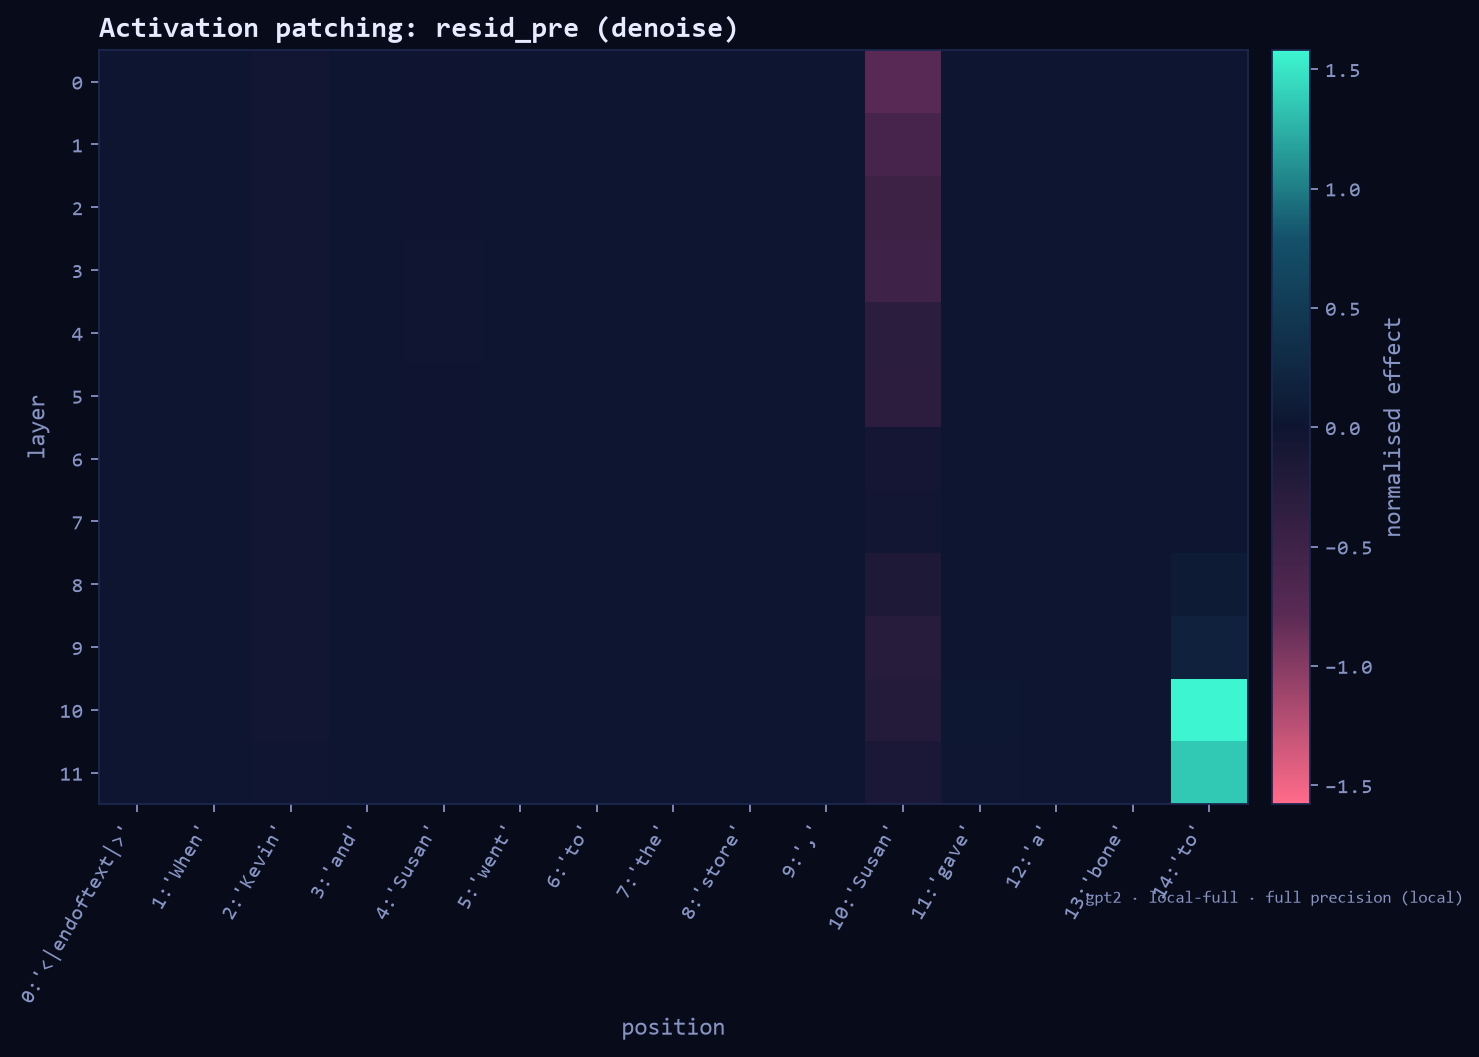 Activation patching: resid_pre (denoise)
layer
0
1
2
3
4
5
6
7
8
9
10
11
0:'<|endoftext|>'
1:'When'
2:'Kevin'
3:'and'
4:'Susan'
5:'went'
6:'to'
7:'the'
8:'store'
9:','
10:'Susan'
11:'gave'
12:'a'
13:'bone'
14:'to'
position
1.5
1.0
0.5
0.0
−0.5
−1.0
−1.5
normalised effect
gpt2 · local-full · full precision (local)